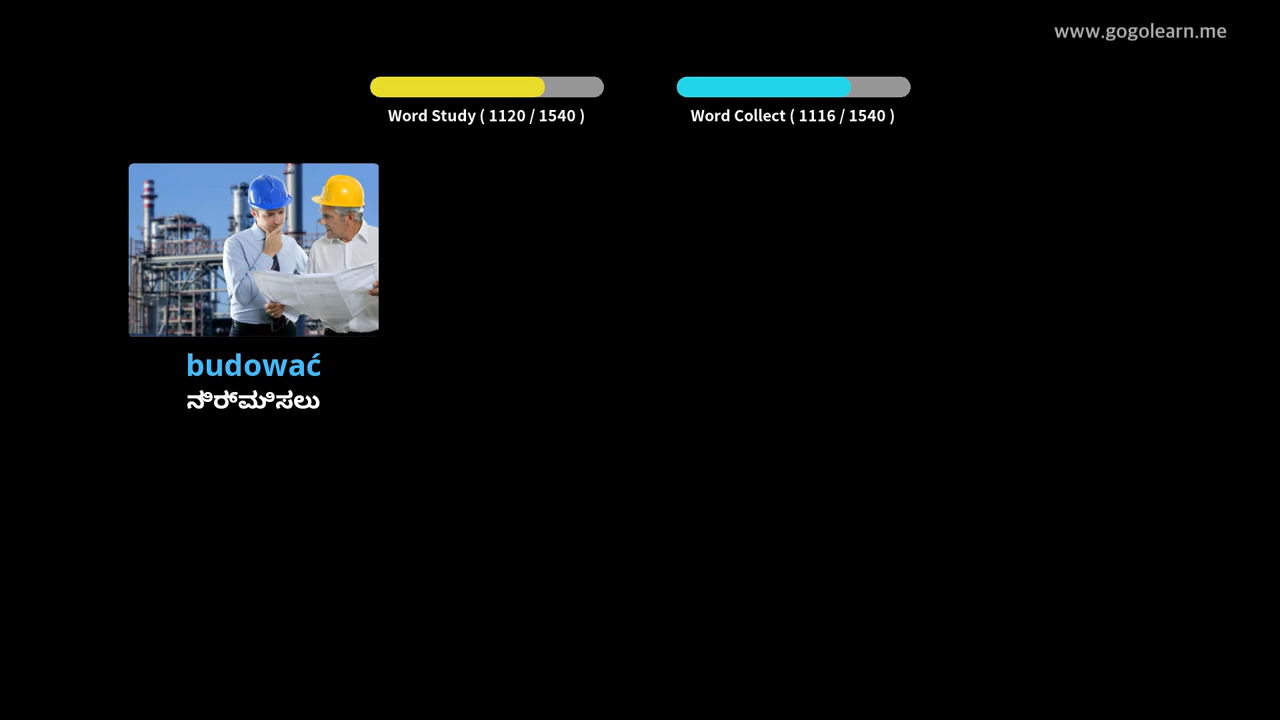 www.gogolearn.me
Word Study ( 1120 / 1540 )
Word Collect ( 1116 / 1540 )
budować
ನಿರ್ಮಿಸಲು